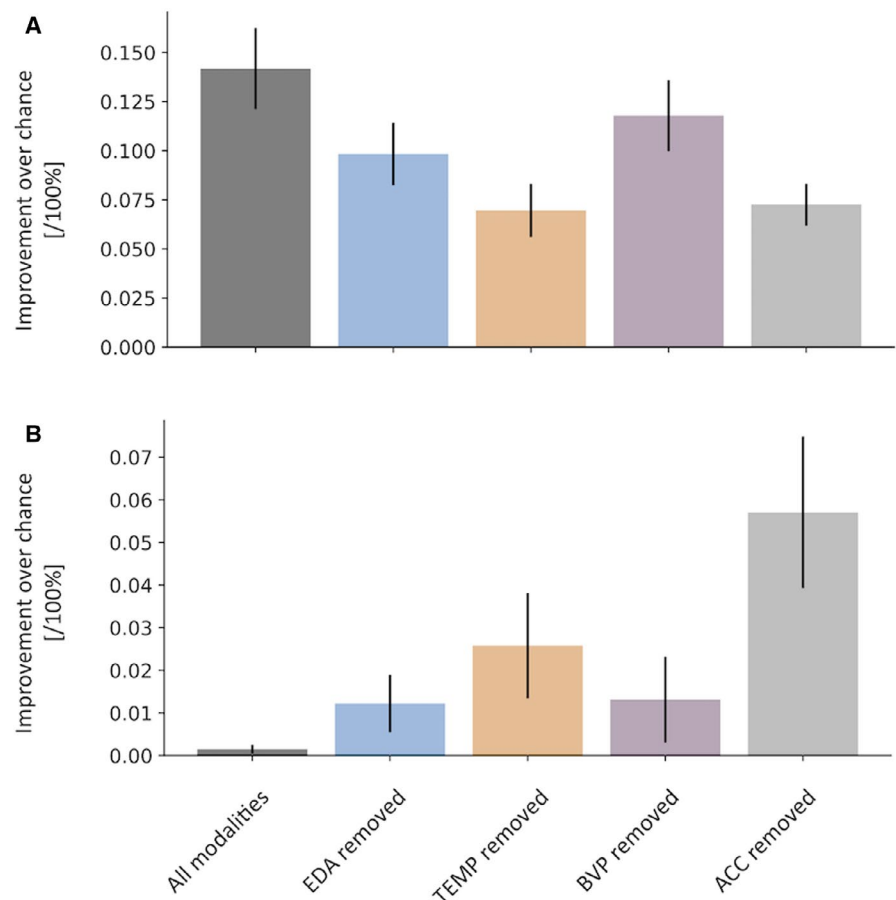 A
Improvement over chance
[/100%]
0.150
0.125
0.100
0.075
0.050
0.025
0.000
B
Improvement over chance
[/100%]
0.07
0.06
0.05
0.04
0.03
0.02
0.01
0.00
All modalities
EDA removed
TEMP removed
BVP removed
ACC removed